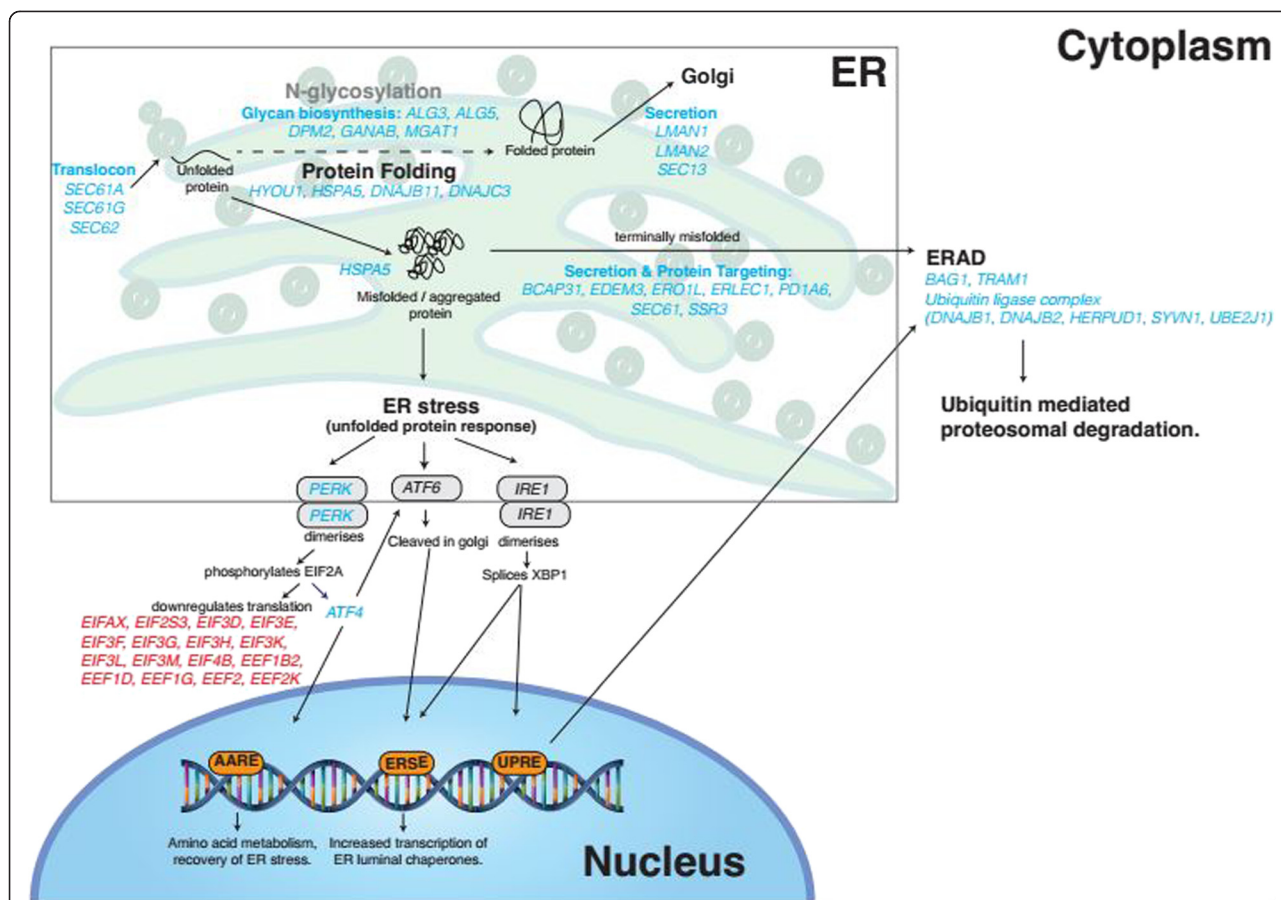 Cytoplasm
ER
Golgi
N-glycosylation
Glycan biosynthesis: ALG3, ALG5,
DPM2, GANAB, MGAT1
Secretion
LMAN1
LMAN2
SEC13
Folded protein
Translocon
SEC61A
SEC61G
SEC62
Unfolded
protein
Protein Folding
HYOU1, HSPA5, DNAJB11, DNAJC3
terminally misfolded
HSPA5
Misfolded / aggregated
protein
Secretion & Protein Targeting:
BCAP31, EDEM3, ERO1L, ERLEC1, PD1A6,
SEC61, SSR3
ERAD
BAG1, TRAM1
Ubiquitin ligase complex
(DNAJB1, DNAJB2, HERPUD1, SYVN1, UBE2J1)
Ubiquitin mediated
proteosomal degradation.
ER stress
(unfolded protein response)
PERK
ATF6
IRE1
PERK
IRE1
dimerises
Cleaved in golgi
dimerises
phosphorylates EIF2A
Splices XBP1
downregulates translation
ATF4
EIFAX, EIF2S3, EIF3D, EIF3E,
EIF3F, EIF3G, EIF3H, EIF3K,
EIF3L, EIF3M, EIF4B, EEF1B2,
EEF1D, EEF1G, EEF2, EEF2K
AARE
ERSE
UPRE
Amino acid metabolism,
recovery of ER stress.
Increased transcription of
ER luminal chaperones.
Nucleus